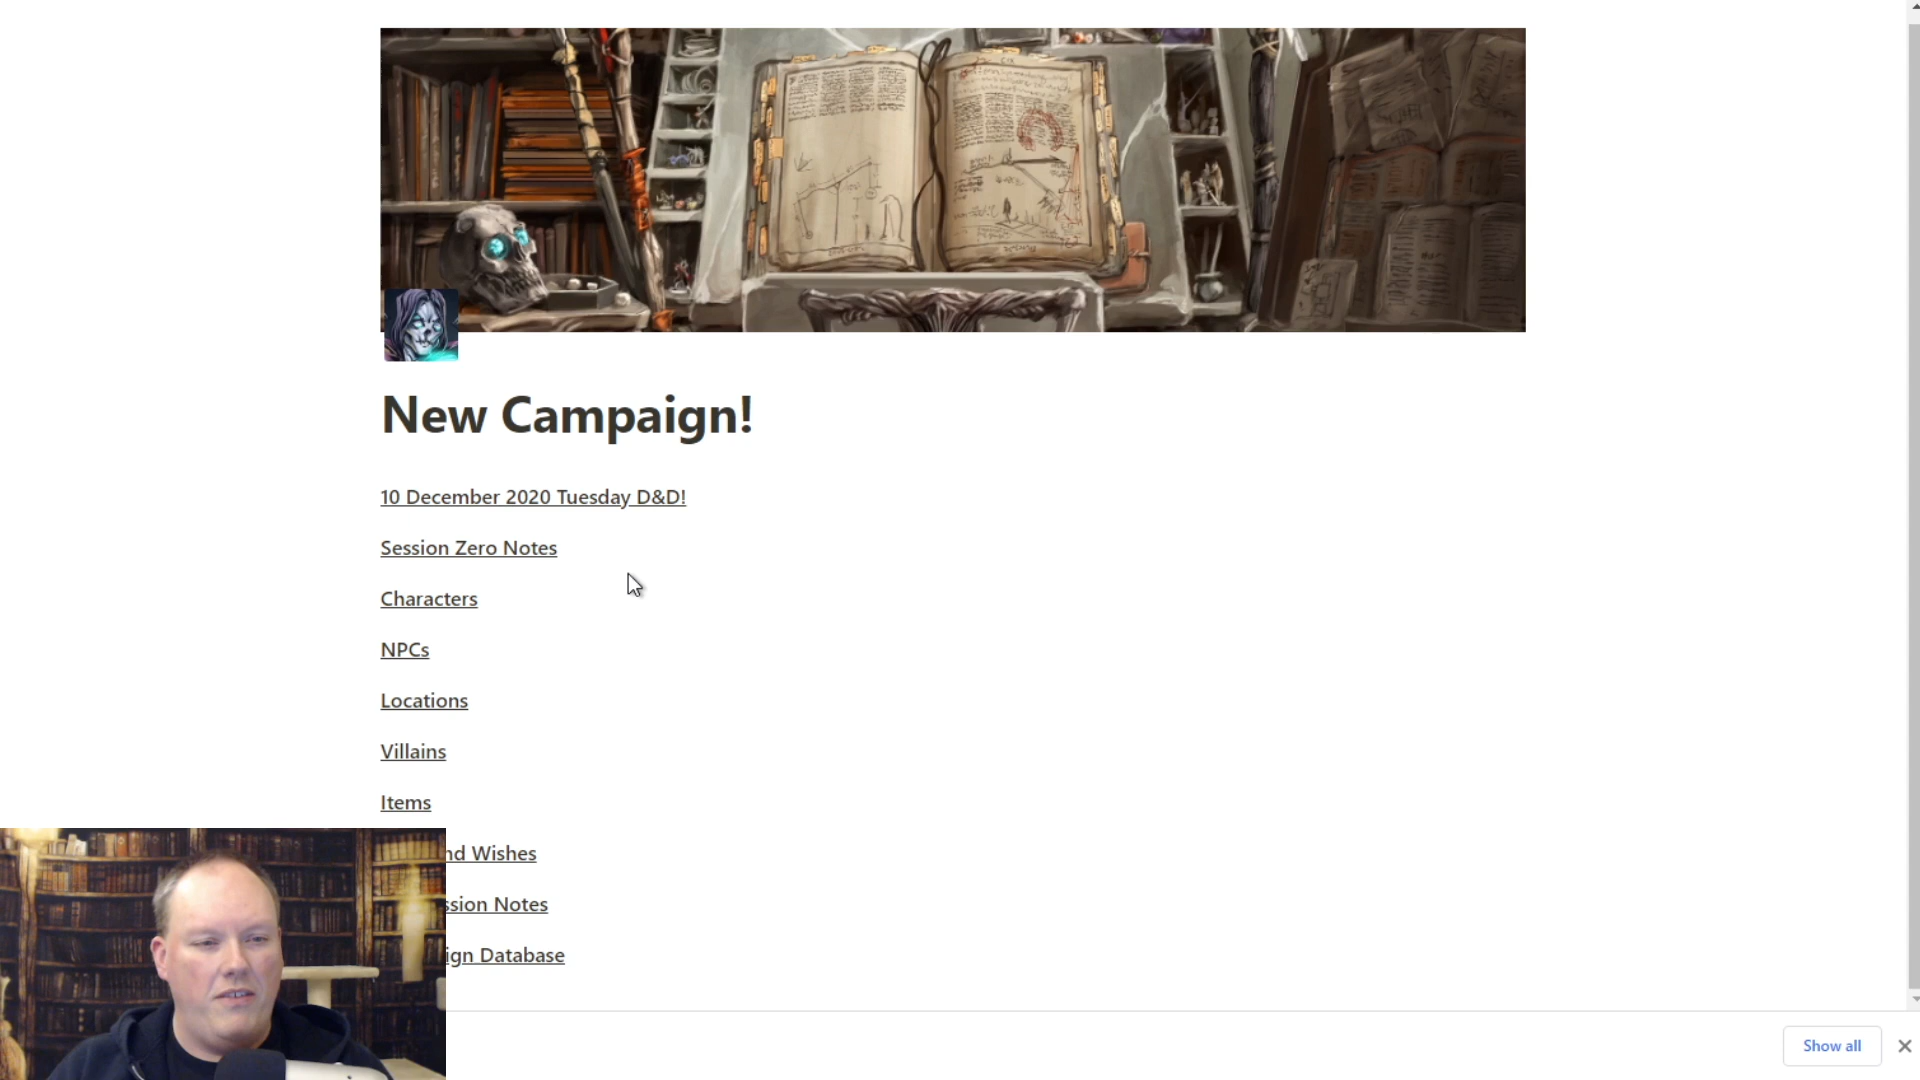 New Campaign!
10 December 2020 Tuesday D&D!
Session Zero Notes
Characters
NPCs
Locations
Villains
Items
nd Wishes
ssion Notes
ign Database
Show all